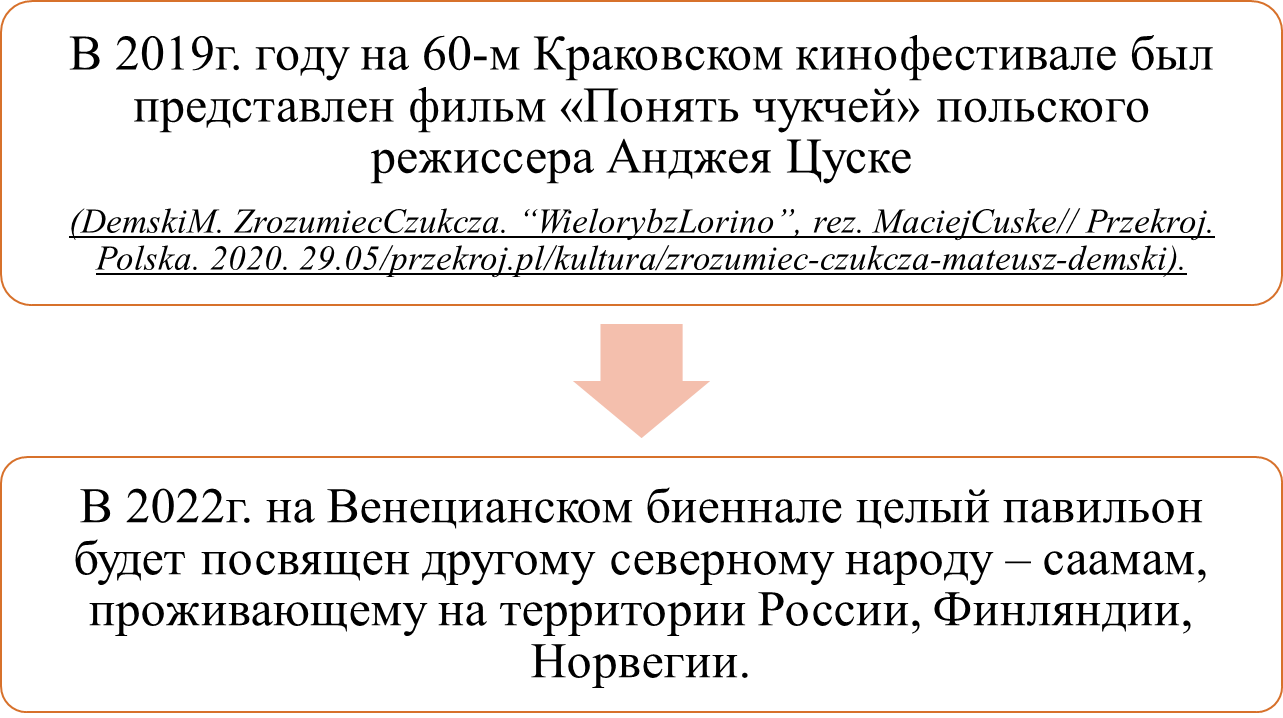 В 2019г. году на 60-м Краковском кинофестивале был
представлен фильм «Понять чукчей» польского
режиссера Анджея Цуске
(DemskiM. ZrozumiecCzukcza. “WielorybzLorino”, rez. MaciejCuske// Przekroj.
Polska. 2020. 29.05/przekroj.pl/kultura/zrozumiec-czukcza-mateusz-demski).
В 2022г. на Венецианском биеннале целый павильон
будет посвящен другому северному народу – саамам,
проживающему на территории России, Финляндии,
Норвегии.